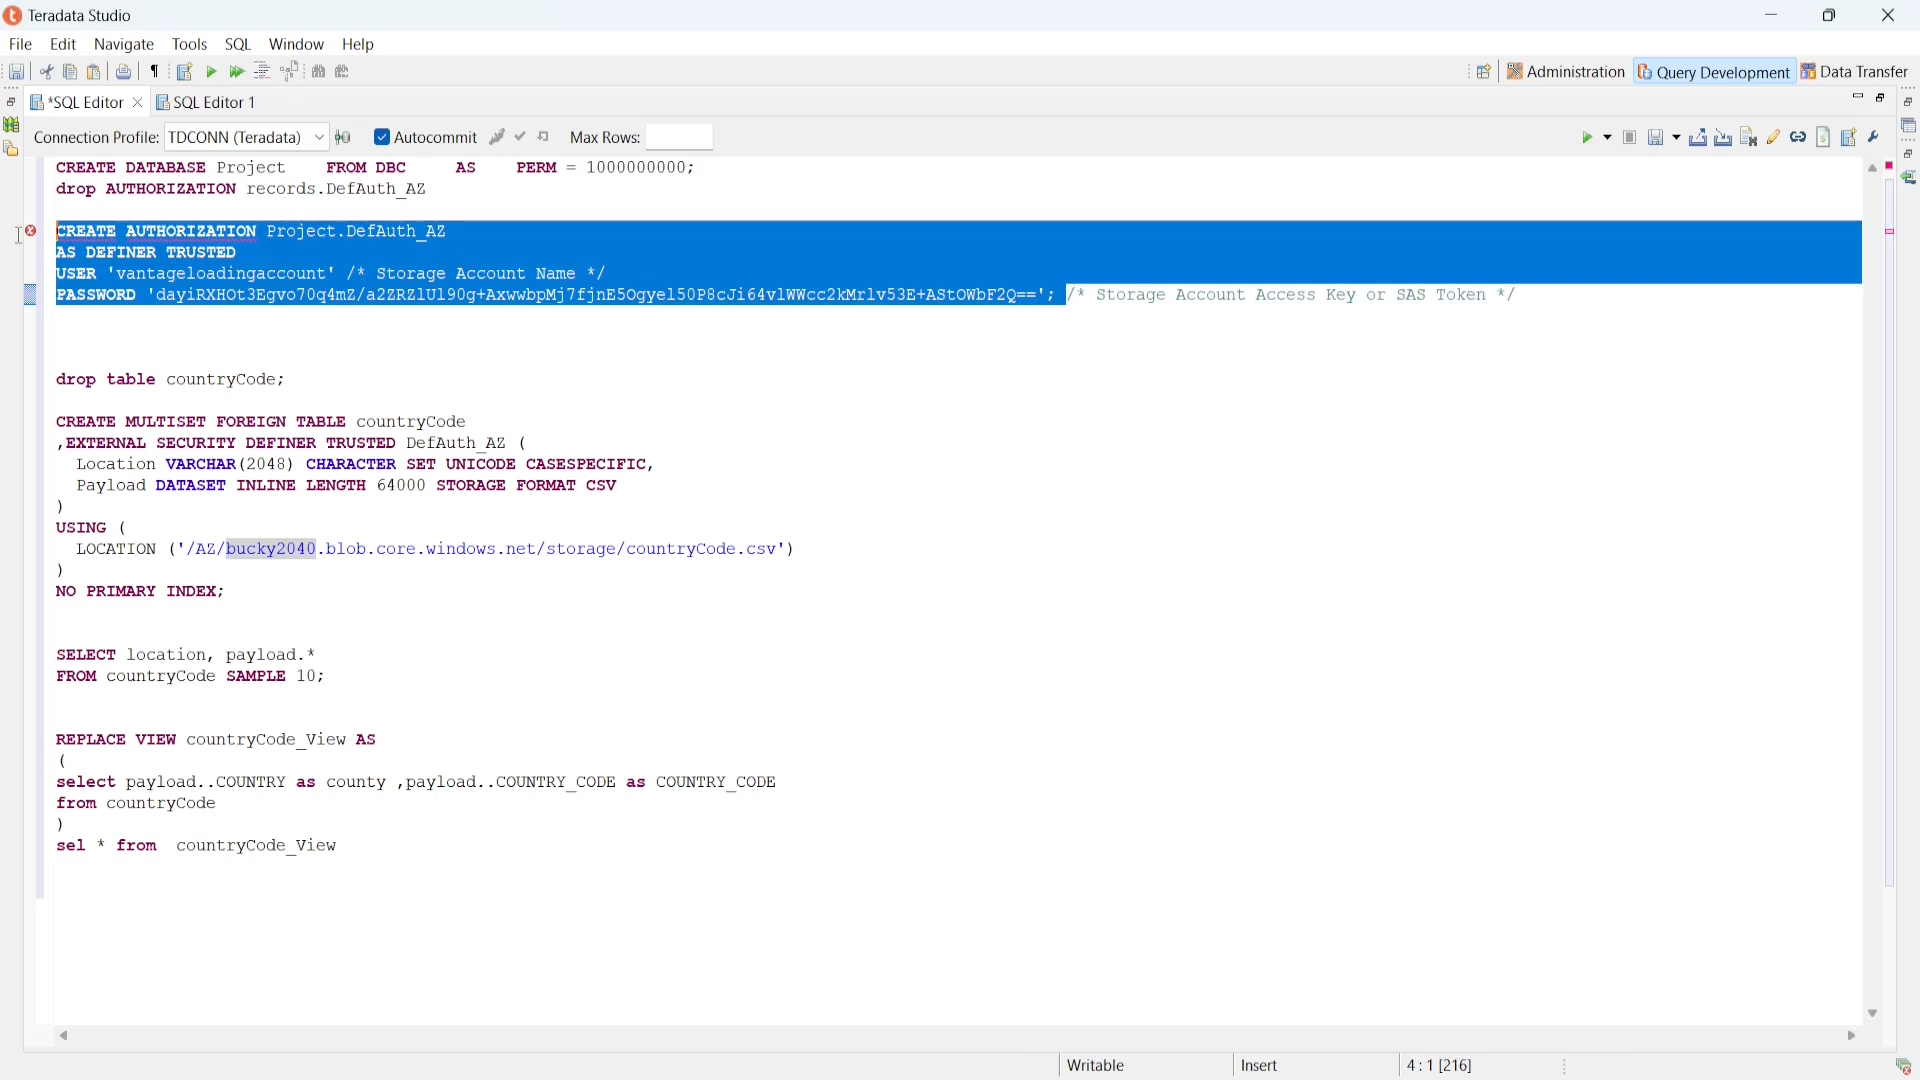 Teradata Studio
File Edit Navigate Tools SQL Window Help
Administration Query Development Data Transfer
*SQL Editor SQL Editor 1
Connection Profile: TDCONN (Teradata) Autocommit Max Rows:
CREATE DATABASE Project FROM DBC AS PERM = 1000000000;
drop AUTHORIZATION records.DefAuth_AZ
CREATE AUTHORIZATION Project.DefAuth_AZ
AS DEFINER TRUSTED
USER 'vantageloadingaccount' /* Storage Account Name */
PASSWORD 'dayiRXHOt3Egvo70q4mZ/a2ZRZlUl90g+AxwwbpMj7fjnE5Ogyel50P8cJi64vlWWcc2kMrlv53E+AStOWbF2Q=='; /* Storage Account Access Key or SAS Token */
drop table countryCode;
CREATE MULTISET FOREIGN TABLE countryCode
,EXTERNAL SECURITY DEFINER TRUSTED DefAuth_AZ (
Location VARCHAR(2048) CHARACTER SET UNICODE CASESPECIFIC,
Payload DATASET INLINE LENGTH 64000 STORAGE FORMAT CSV
)
USING (
LOCATION ('/AZ/bucky2040.blob.core.windows.net/storage/countryCode.csv')
)
NO PRIMARY INDEX;
SELECT location, payload.*
FROM countryCode SAMPLE 10;
REPLACE VIEW countryCode_View AS
(
select payload..COUNTRY as county ,payload..COUNTRY_CODE as COUNTRY_CODE
from countryCode
)
sel * from countryCode_View
Writable Insert 4 : 1 [216]